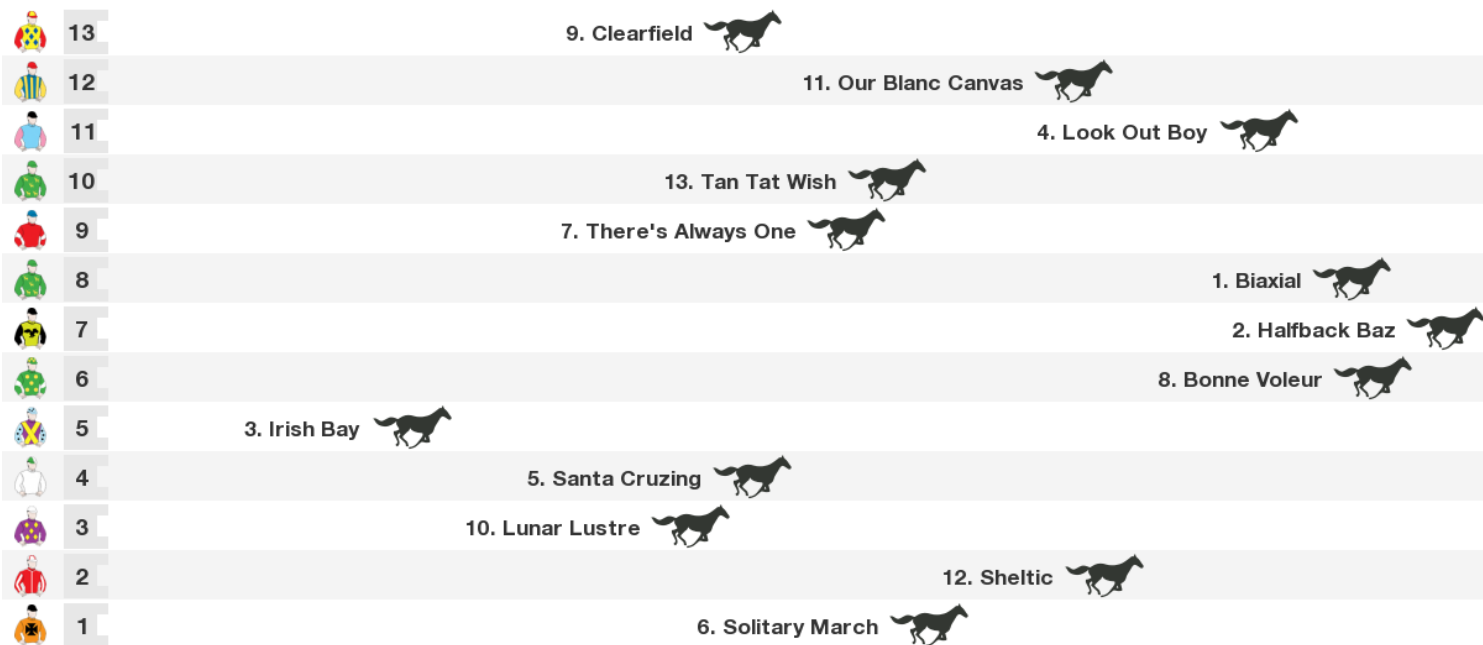 13 9. Clearfield
12 11. Our Blanc Canvas
11 4. Look Out Boy
10 13. Tan Tat Wish
9 7. There's Always One
8 1. Biaxial
7 2. Halfback Baz
6 8. Bonne Voleur
5 3. Irish Bay
4 5. Santa Cruzing
3 10. Lunar Lustre
2 12. Sheltic
1 6. Solitary March